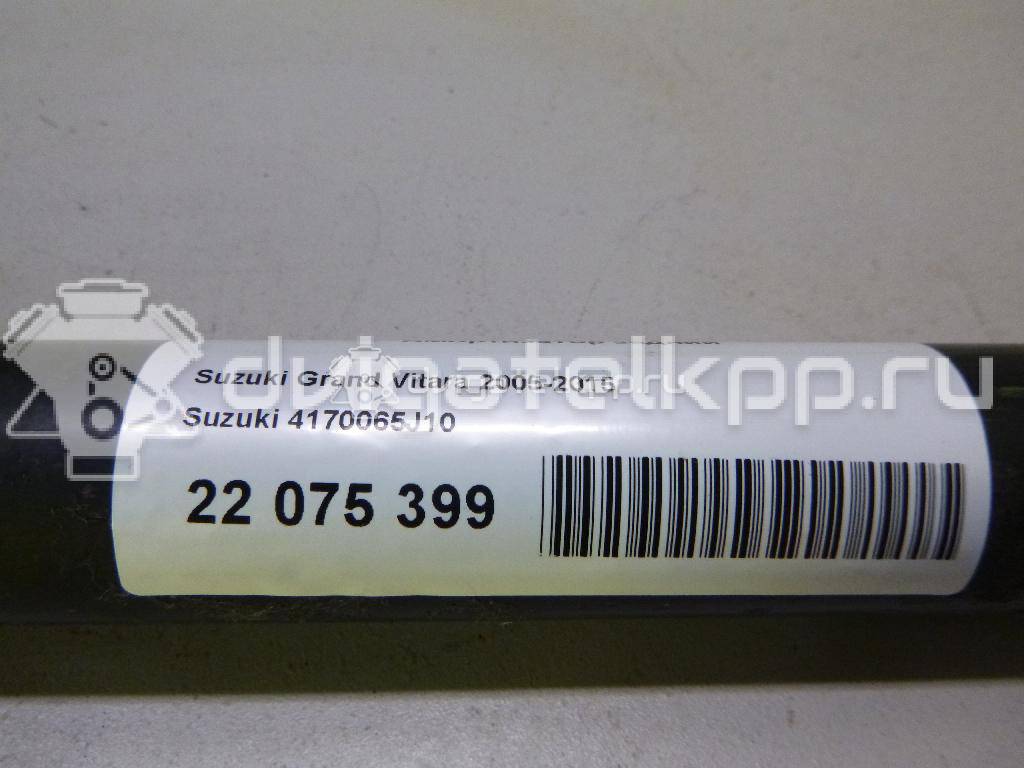 dvigatelkpp.ru
Suzuki Grand Vitara 2005-2015
Suzuki 4170065J10
22 075 399